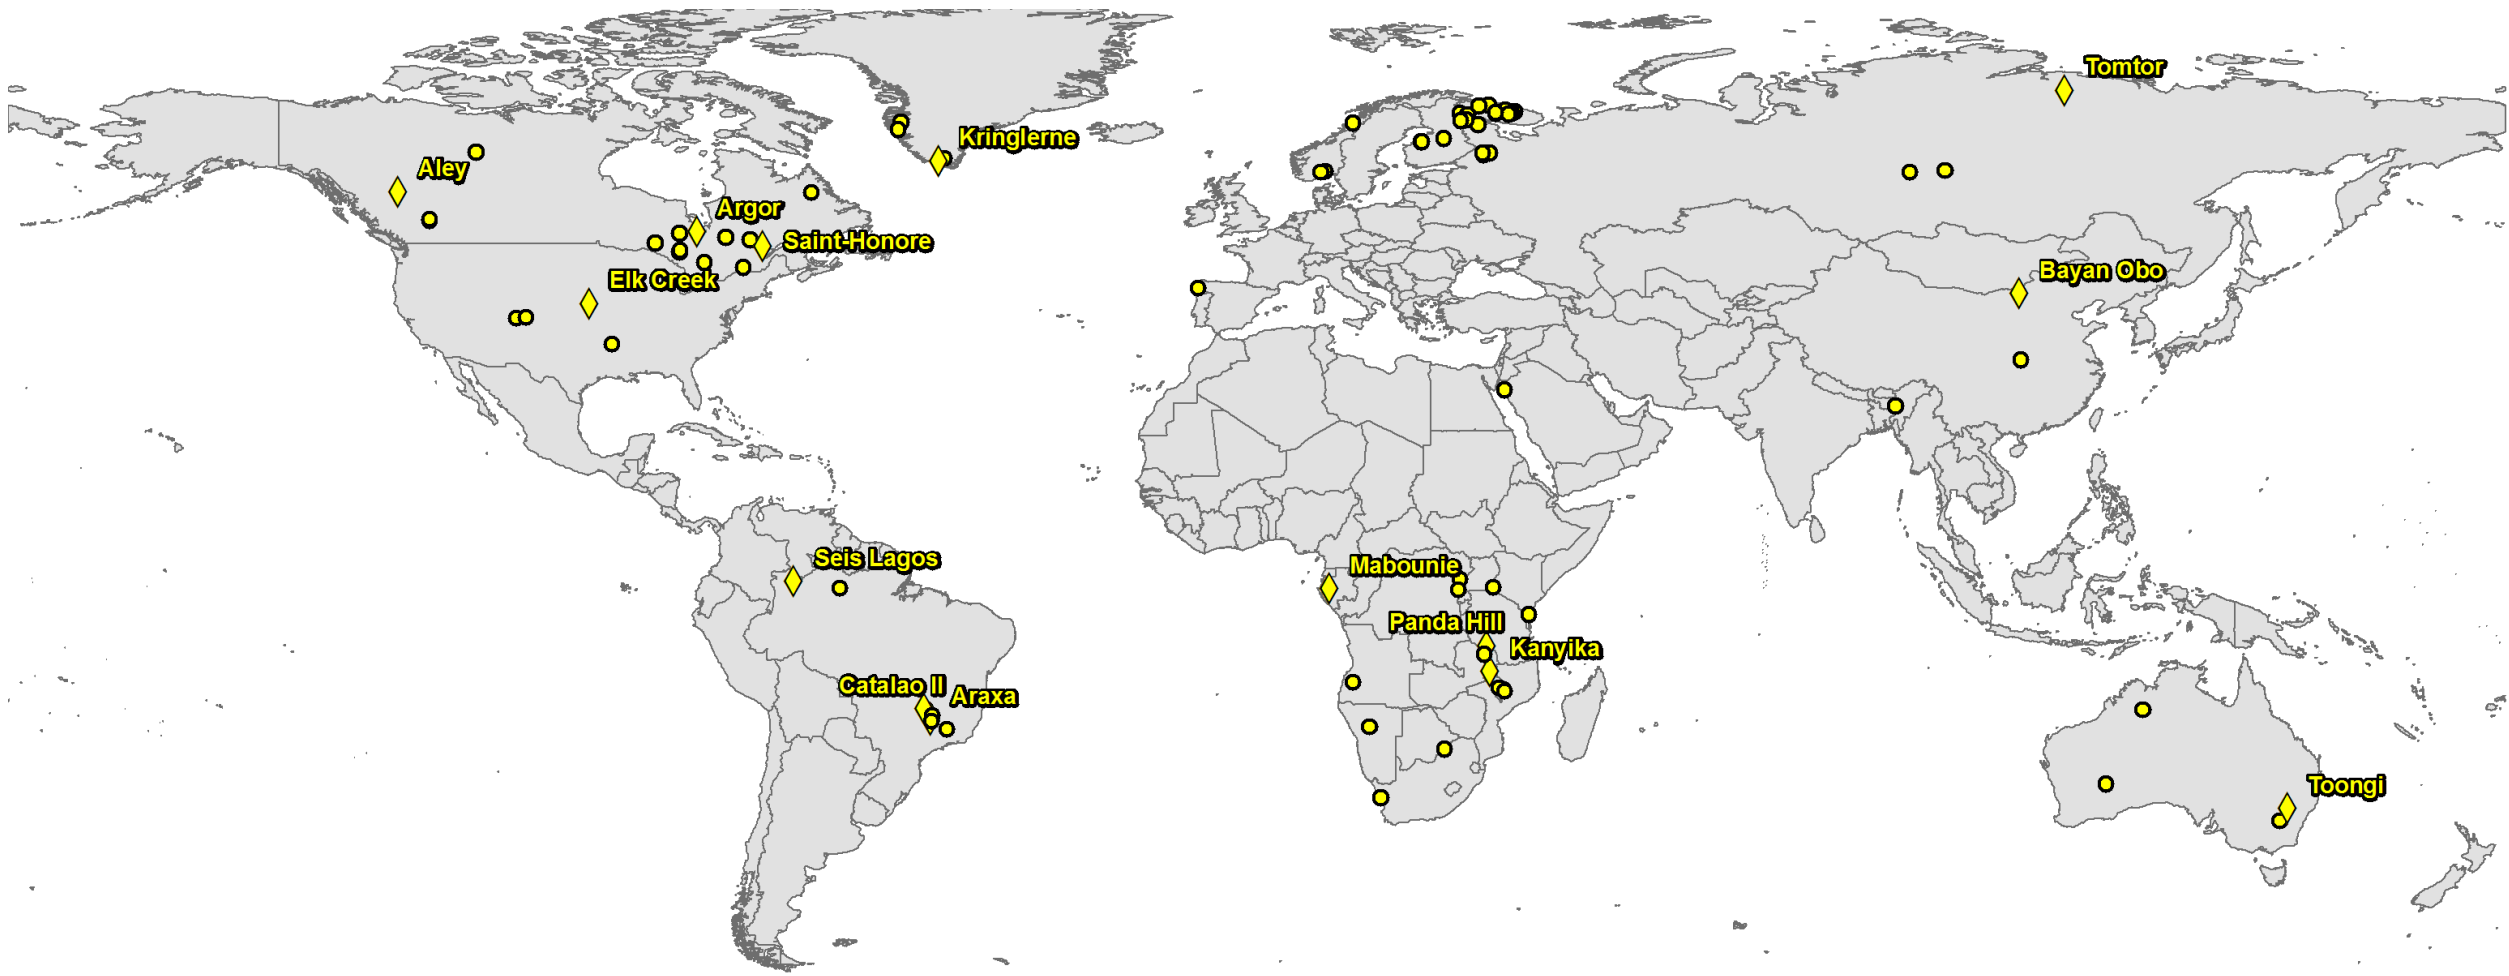 Tomtor
Kringlerne
Aley
Argor
Saint-Honore
Bayan Obo
Elk Creek
Seis Lagos
Mabounie
Panda Hill
Kanyika
Catalao II
Araxa
Toongi